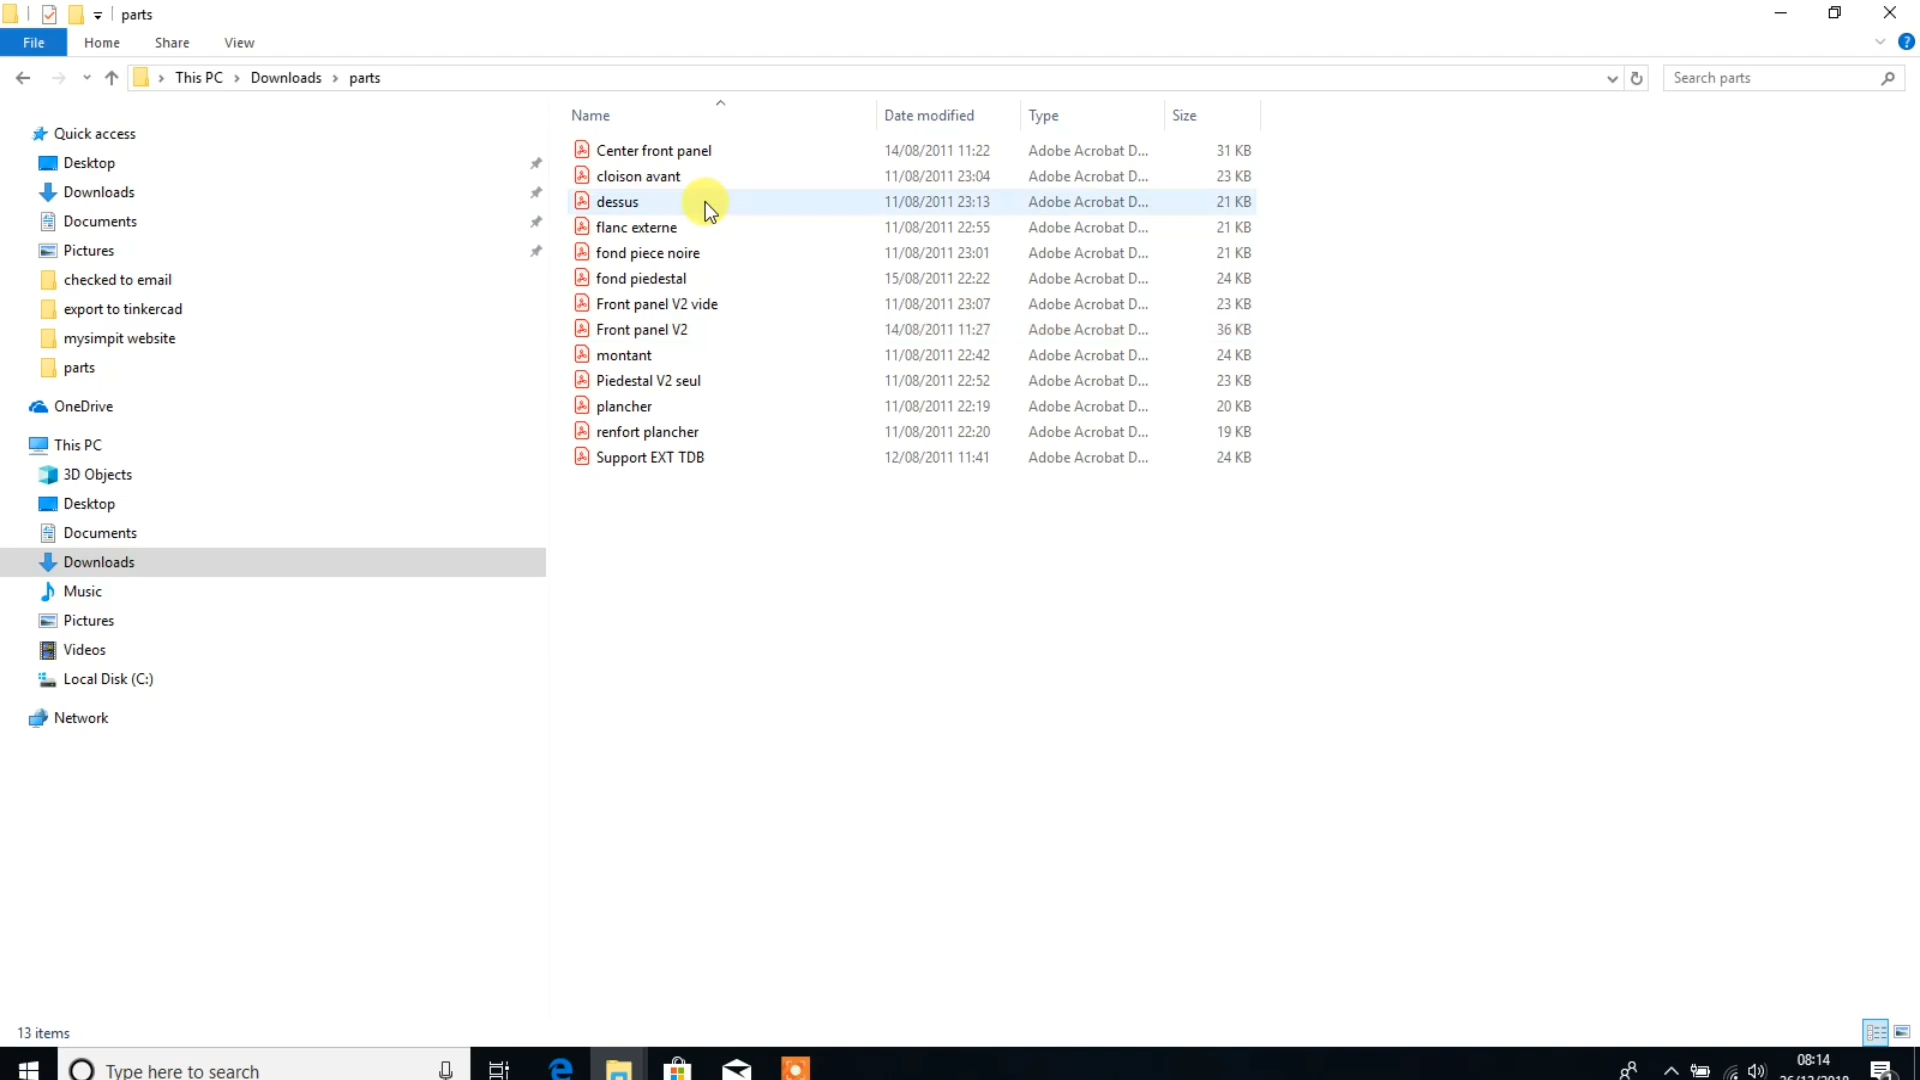 parts
File Home Share View
This PC Downloads parts
Search parts
Name Date modified Type Size
Quick access
Desktop
Downloads
Documents
Pictures
checked to email
export to tinkercad
mysimpit website
parts
OneDrive
This PC
3D Objects
Desktop
Documents
Downloads
Music
Pictures
Videos
Local Disk (C:)
Network
Center front panel 14/08/2011 11:22 Adobe Acrobat D... 31 KB
cloison avant 11/08/2011 23:04 Adobe Acrobat D... 23 KB
dessus 11/08/2011 23:13 Adobe Acrobat D... 21 KB
flanc externe 11/08/2011 22:55 Adobe Acrobat D... 21 KB
fond piece noire 11/08/2011 23:01 Adobe Acrobat D... 21 KB
fond piedestal 15/08/2011 22:22 Adobe Acrobat D... 24 KB
Front panel V2 vide 11/08/2011 23:07 Adobe Acrobat D... 23 KB
Front panel V2 14/08/2011 11:27 Adobe Acrobat D... 36 KB
montant 11/08/2011 22:42 Adobe Acrobat D... 24 KB
Piedestal V2 seul 11/08/2011 22:52 Adobe Acrobat D... 23 KB
plancher 11/08/2011 22:19 Adobe Acrobat D... 20 KB
renfort plancher 11/08/2011 22:20 Adobe Acrobat D... 19 KB
Support EXT TDB 12/08/2011 11:41 Adobe Acrobat D... 24 KB
13 items
Type here to search
08:14